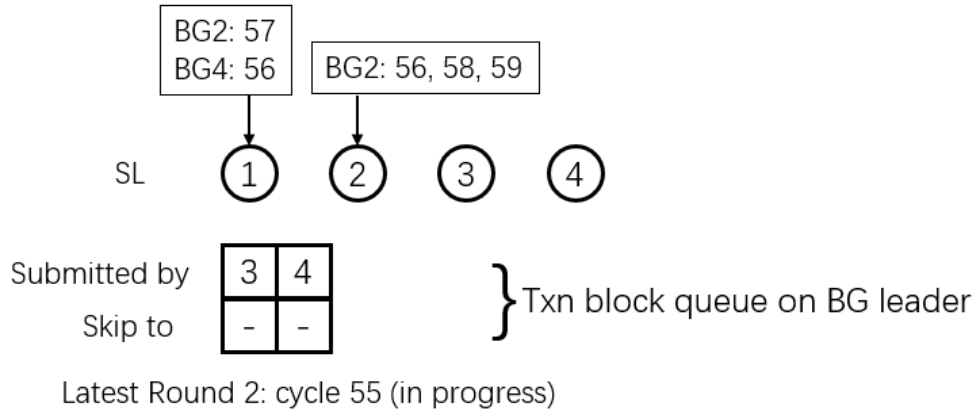 BG2: 57
BG4: 56
BG2: 56, 58, 59
SL 1 2 3 4
Submitted by 3 4
Skip to - -
Txn block queue on BG leader
Latest Round 2: cycle 55 (in progress)